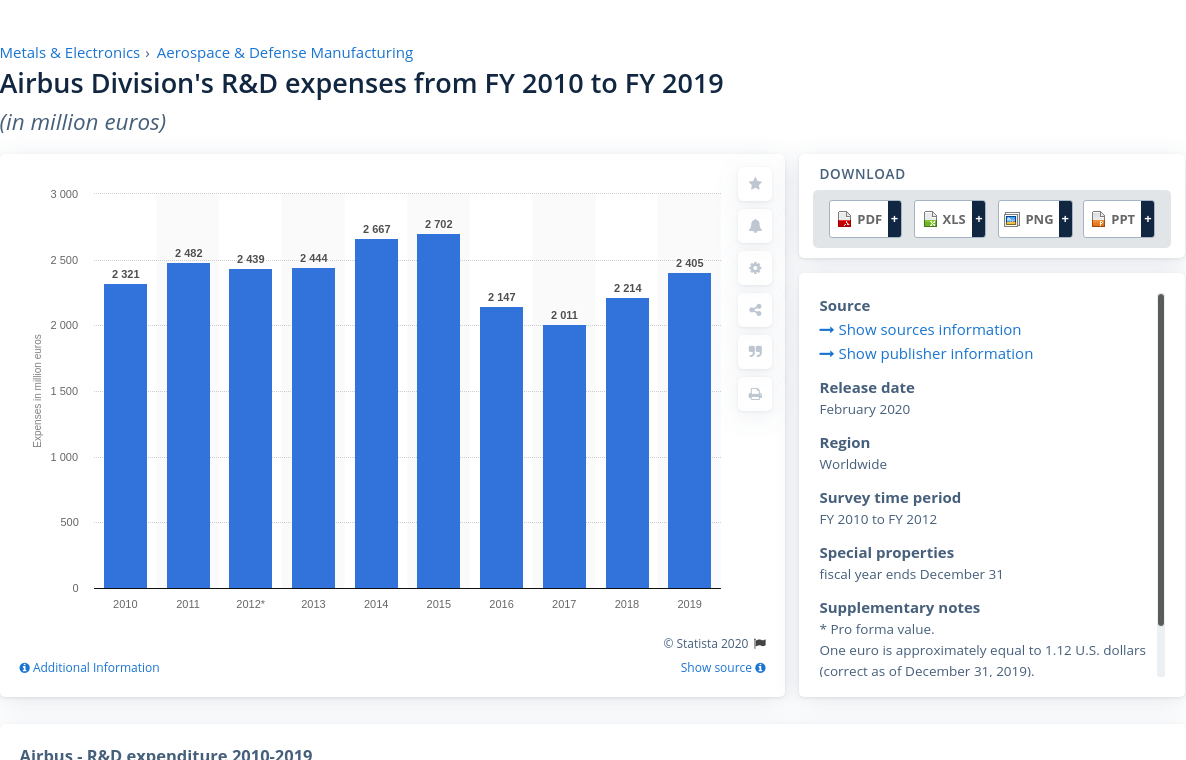 Metals & Electronics › Aerospace & Defense Manufacturing
Airbus Division's R&D expenses from FY 2010 to FY 2019
(in million euros)
3 000
2 500
2 000
1 500
1 000
500
0
Expenses in million euros
2 321
2 482
2 439
2 444
2 667
2 702
2 147
2 011
2 214
2 405
2010 2011 2012* 2013 2014 2015 2016 2017 2018 2019
© Statista 2020
Additional Information
Show source
DOWNLOAD
PDF + XLS + PNG + PPT +
Source
Show sources information
Show publisher information
Release date
February 2020
Region
Worldwide
Survey time period
FY 2010 to FY 2012
Special properties
fiscal year ends December 31
Supplementary notes
* Pro forma value.
One euro is approximately equal to 1.12 U.S. dollars
(correct as of December 31, 2019).
Airbus - R&D expenditure 2010-2019